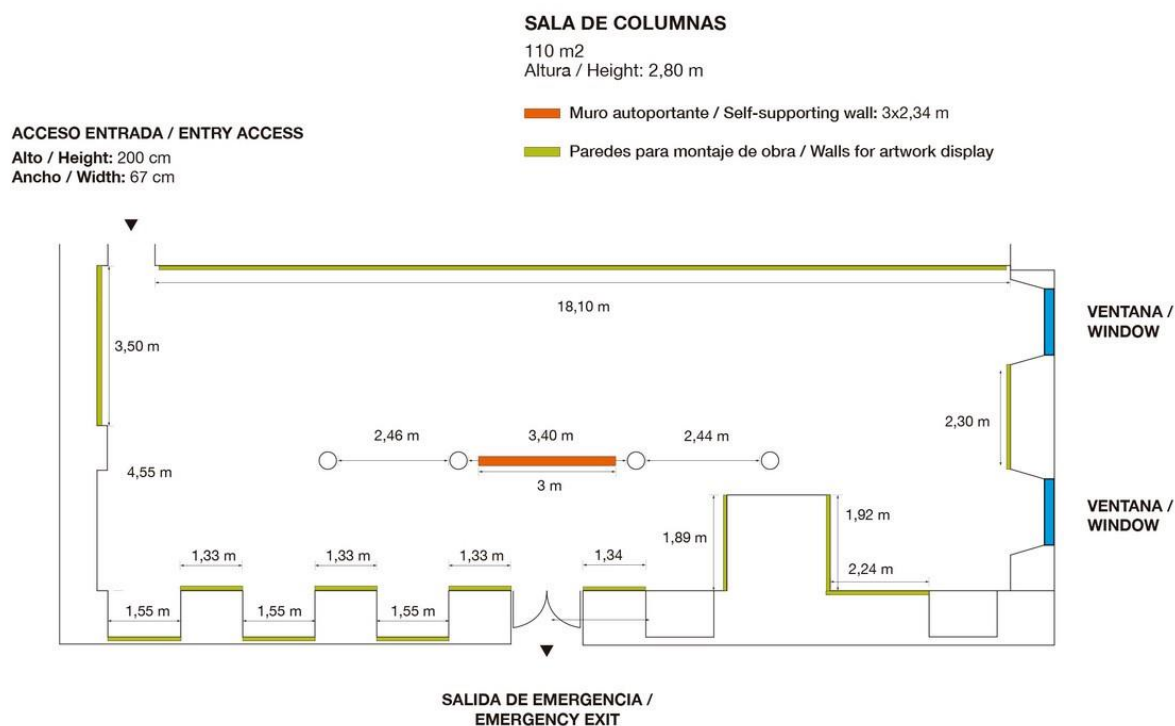 SALA DE COLUMNAS
110 m2
Altura / Height: 2,80 m
Muro autoportante / Self-supporting wall: 3x2,34 m
Paredes para montaje de obra / Walls for artwork display
ACCESO ENTRADA / ENTRY ACCESS
Alto / Height: 200 cm
Ancho / Width: 67 cm
18,10 m
VENTANA /
WINDOW
3,50 m
2,30 m
2,46 m
3,40 m
2,44 m
4,55 m
3 m
VENTANA /
WINDOW
1,89 m
1,92 m
1,33 m
1,33 m
1,33 m
1,34
2,24 m
1,55 m
1,55 m
1,55 m
SALIDA DE EMERGENCIA /
EMERGENCY EXIT